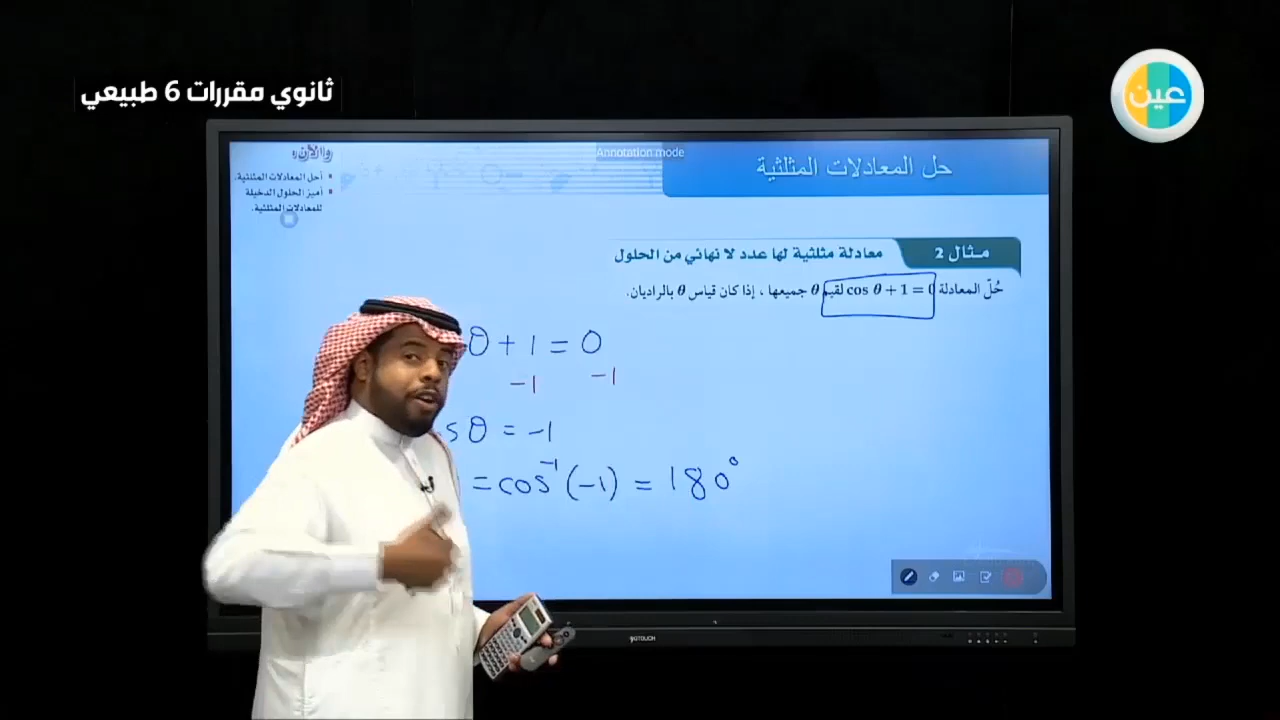 ثانوي مقررات 6 طبيعي
عين
Annotation mode
حل المعادلات المثلثية
والآن:
أحل المعادلات المثلثية.
أميز الحلول الدخيلة
للمعادلات المثلثية.
مثال 2 معادلة مثلثية لها عدد لا نهائي من الحلول
حُلّ المعادلة cos θ + 1 = 0 لقيم θ جميعها ، إذا كان قياس θ بالراديان.
θ + 1 = 0
-1 -1
s θ = -1
= cos⁻¹ (-1) = 180°